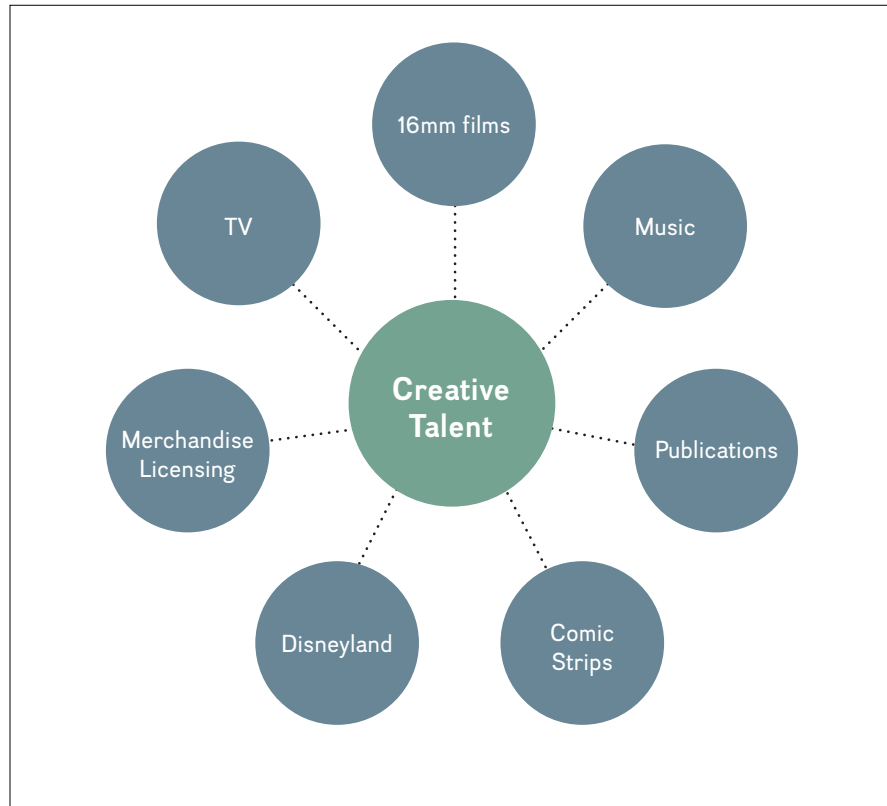 16mm films
TV
Music
Creative
Talent
Merchandise
Licensing
Publications
Disneyland
Comic
Strips